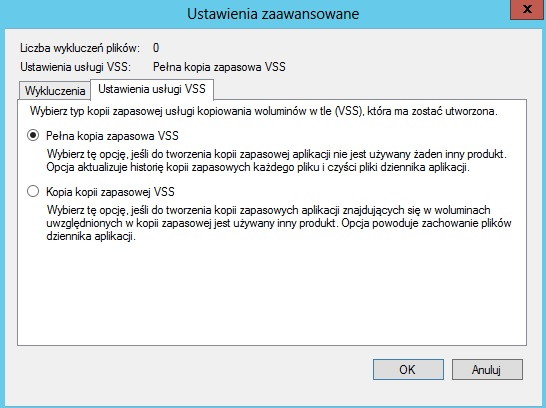 Ustawienia zaawansowane
x
Liczba wykluczeń plików: 0
Ustawienia usługi VSS: Pełna kopia zapasowa VSS
Wykluczenia Ustawienia usługi VSS
Wybierz typ kopii zapasowej usługi kopiowania woluminów w tle (VSS), która ma zostać utworzona.
Pełna kopia zapasowa VSS
Wybierz tę opcję, jeśli do tworzenia kopii zapasowej aplikacji nie jest używany żaden inny produkt.
Opcja aktualizuje historię kopii zapasowych każdego pliku i czyści pliki dziennika aplikacji.
Kopia kopii zapasowej VSS
Wybierz tę opcję, jeśli do tworzenia kopii zapasowych aplikacji znajdujących się w woluminach
uwzględnionych w kopii zapasowej jest używany inny produkt. Opcja powoduje zachowanie plików
dziennika aplikacji.
OK Anuluj